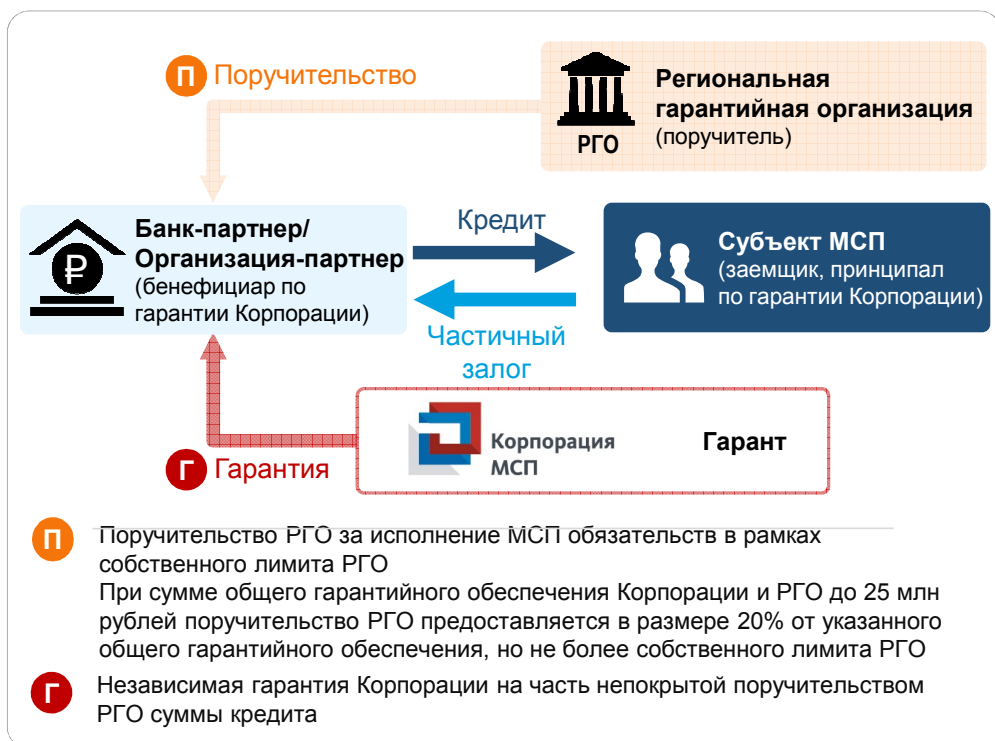 П Поручительство
Региональная
гарантийная организация
(поручитель)
РГО
Банк-партнер/
Организация-партнер
(бенефициар по
гарантии Корпорации)
₽
Кредит
Частичный
залог
Субъект МСП
(заемщик, принципал
по гарантии Корпорации)
Корпорация
МСП
Гарант
Г Гарантия
П Поручительство РГО за исполнение МСП обязательств в рамках
собственного лимита РГО
При сумме общего гарантийного обеспечения Корпорации и РГО до 25 млн
рублей поручительство РГО предоставляется в размере 20% от указанного
общего гарантийного обеспечения, но не более собственного лимита РГО
Г Независимая гарантия Корпорации на часть непокрытой поручительством
РГО суммы кредита